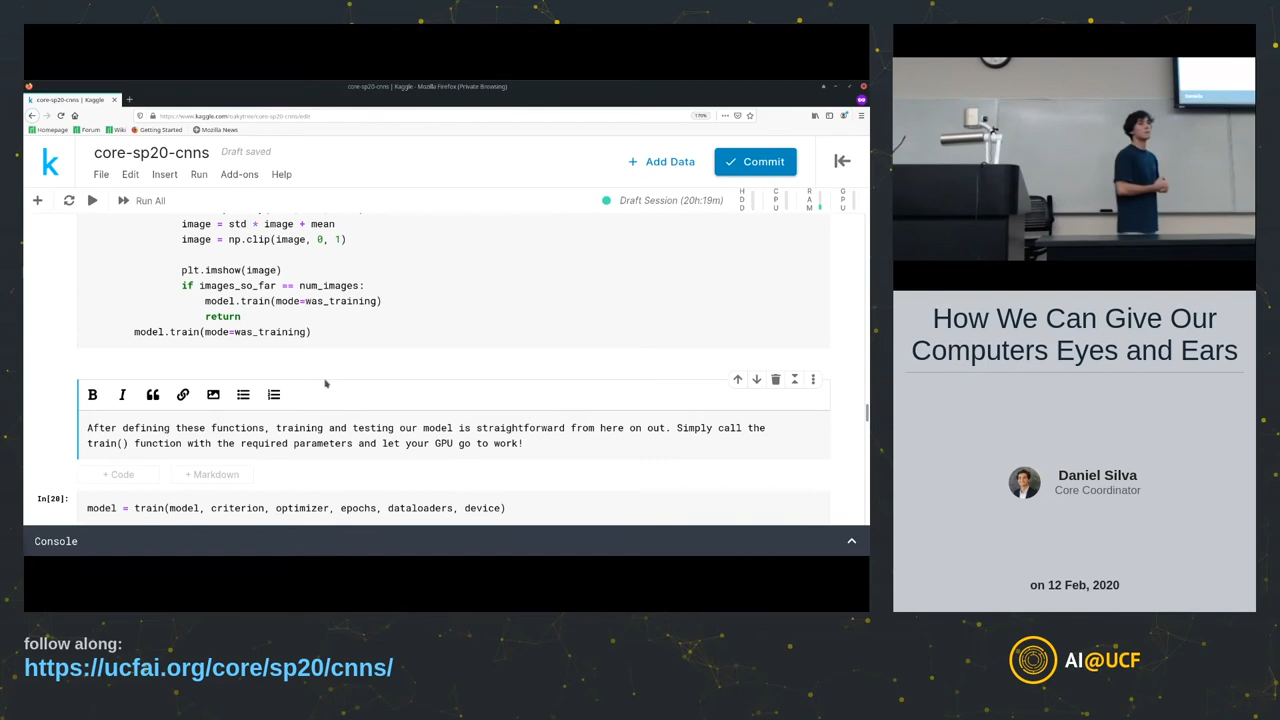 core-sp20-cnns | Kaggle - Mozilla Firefox (Private Browsing)
core-sp20-cnns | Kaggle
170%
Homepage Forum Wiki Getting Started Mozilla News
core-sp20-cnns Draft saved
+ Add Data
Commit
File Edit Insert Run Add-ons Help
Run All
Draft Session (20h:19m)
HDD CPU RAM GPU
image = std * image + mean
image = np.clip(image, 0, 1)
plt.imshow(image)
if images_so_far == num_images:
model.train(mode=was_training)
return
model.train(mode=was_training)
B I
After defining these functions, training and testing our model is straightforward from here on out. Simply call the
train() function with the required parameters and let your GPU go to work!
+ Code + Markdown
In[20]:
model = train(model, criterion, optimizer, epochs, dataloaders, device)
Console
How We Can Give Our
Computers Eyes and Ears
Daniel Silva
Core Coordinator
on 12 Feb, 2020
follow along:
https://ucfai.org/core/sp20/cnns/
AI@UCF